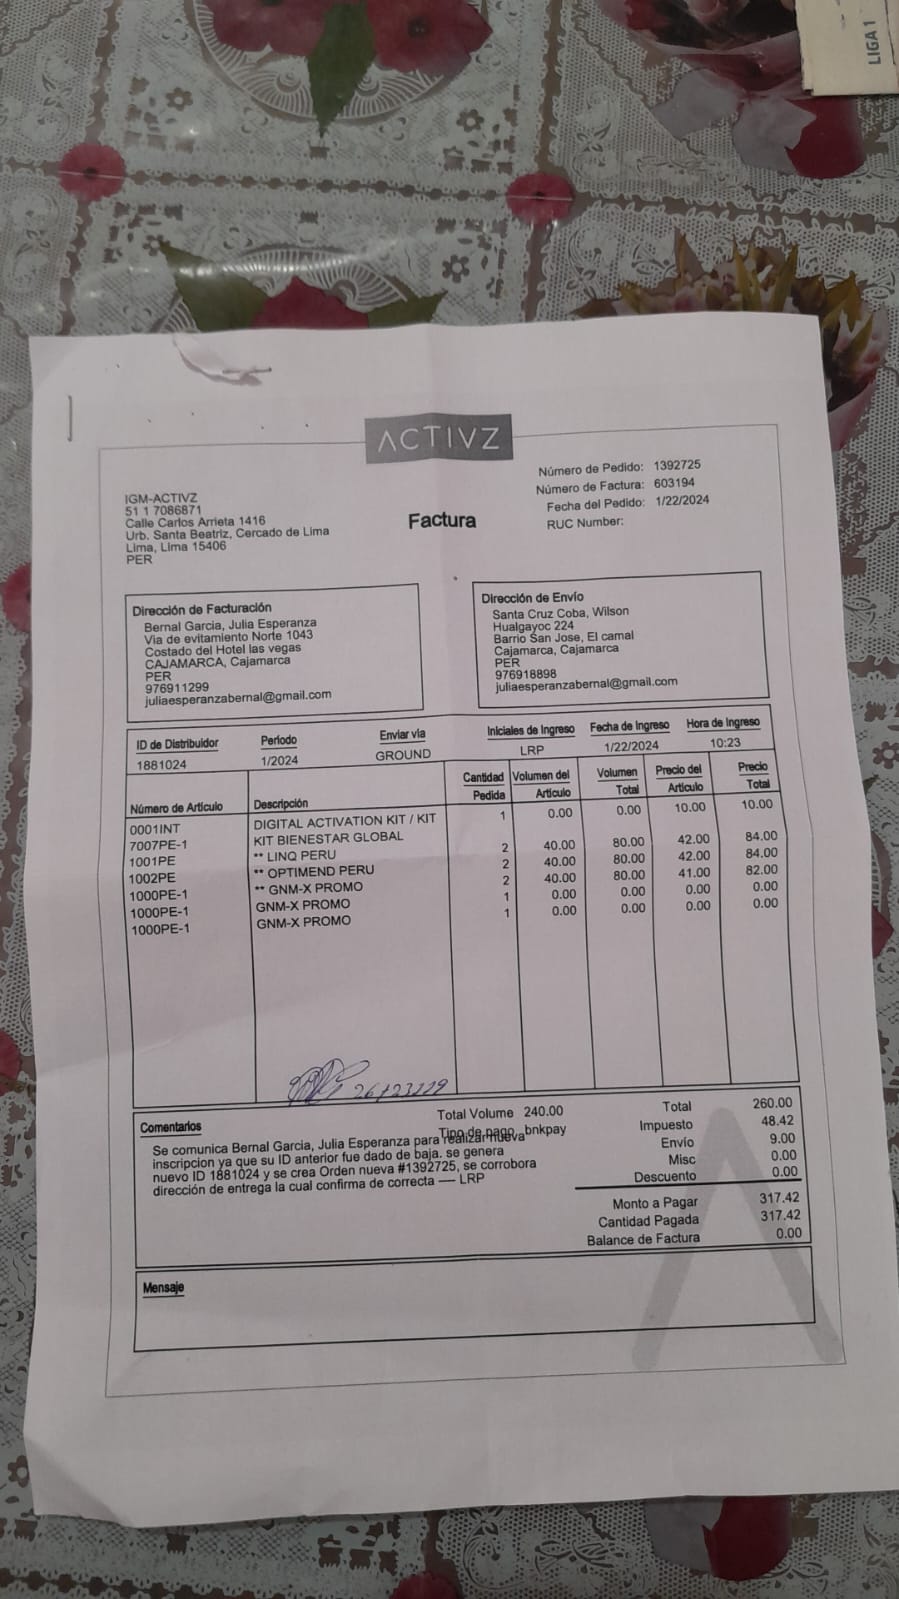 LIGA 1
ACTIVZ
Número de Pedido: 1392725
Número de Factura: 603194
Fecha del Pedido: 1/22/2024
RUC Number:
IGM-ACTIVZ
51 1 7086871
Calle Carlos Arrieta 1416
Urb. Santa Beatriz, Cercado de Lima
Lima, Lima 15406
PER
Factura
Dirección de Facturación
Bernal Garcia, Julia Esperanza
Via de evitamiento Norte 1043
Costado del Hotel las vegas
CAJAMARCA, Cajamarca
PER
976911299
juliaesperanzabernal@gmail.com
Dirección de Envío
Santa Cruz Coba, Wilson
Hualgayoc 224
Barrio San Jose, El camal
Cajamarca, Cajamarca
PER
976918898
juliaesperanzabernal@gmail.com
ID de Distribuidor Período Enviar vía Iniciales de Ingreso Fecha de Ingreso Hora de Ingreso
1881024 1/2024 GROUND LRP 1/22/2024 10:23
Número de Artículo Descripción Cantidad Pedida Volumen del Artículo Volumen Total Precio del Artículo Precio Total
0001INT DIGITAL ACTIVATION KIT / KIT 1 0.00 0.00 10.00 10.00
7007PE-1 KIT BIENESTAR GLOBAL 2 40.00 80.00 42.00 84.00
1001PE ** LINQ PERU 2 40.00 80.00 42.00 84.00
1002PE ** OPTIMEND PERU 2 40.00 80.00 41.00 82.00
1000PE-1 ** GNM-X PROMO 1 0.00 0.00 0.00 0.00
1000PE-1 GNM-X PROMO 1 0.00 0.00 0.00 0.00
1000PE-1 GNM-X PROMO
Comentarios
Total Volume 240.00
Tipo de pago bnkpay
Se comunica Bernal Garcia, Julia Esperanza para realizar nueva
inscripcion ya que su ID anterior fue dado de baja. se genera
nuevo ID 1881024 y se crea Orden nueva #1392725, se corrobora
dirección de entrega la cual confirma de correcta ---- LRP
Total 260.00
Impuesto 48.42
Envío 9.00
Misc 0.00
Descuento 0.00
Monto a Pagar 317.42
Cantidad Pagada 317.42
Balance de Factura 0.00
Mensaje